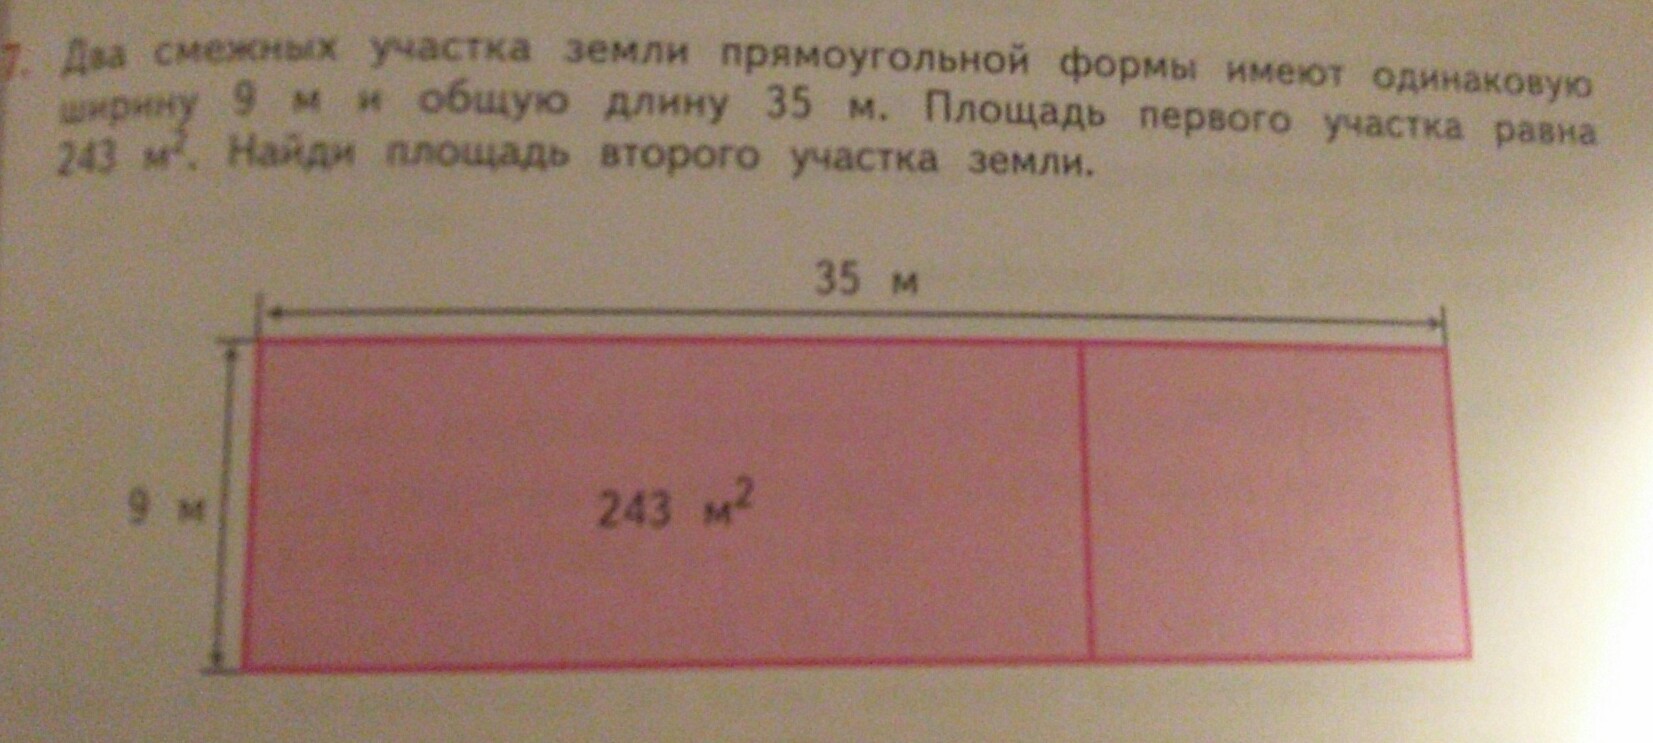 7. Два смежных участка земли прямоугольной формы имеют одинаковую
ширину 9 м и общую длину 35 м. Площадь первого участка равна
243 м². Найди площадь второго участка земли.
35 м
9 м
243 м²